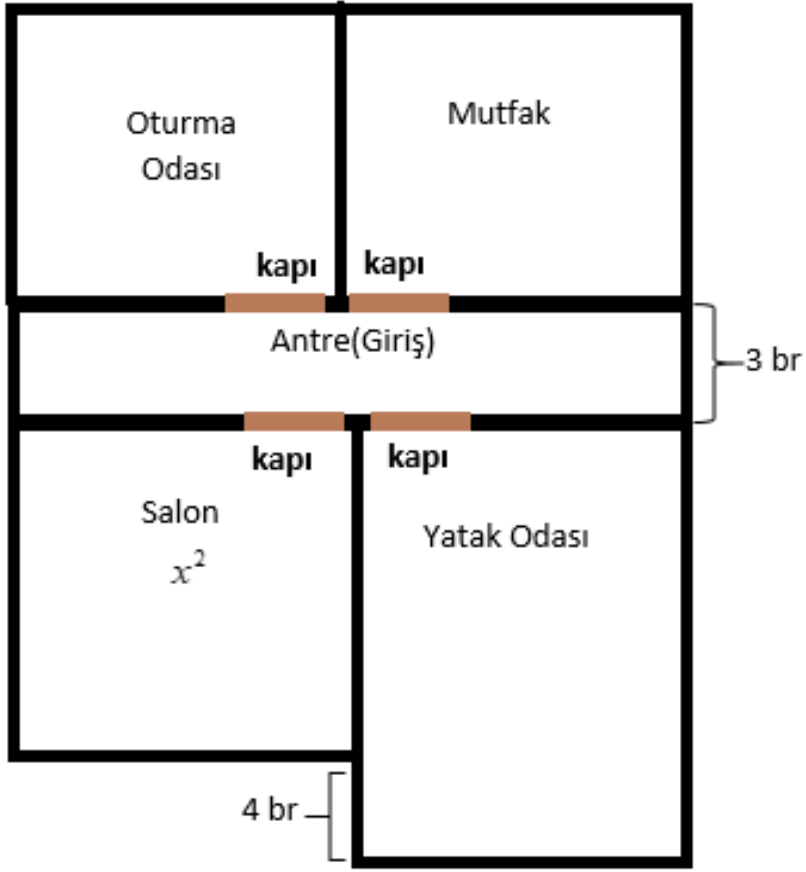 Oturma
Odası
Mutfak
kapı
kapı
Antre(Giriş)
3 br
kapı
kapı
Salon
x²
Yatak Odası
4 br